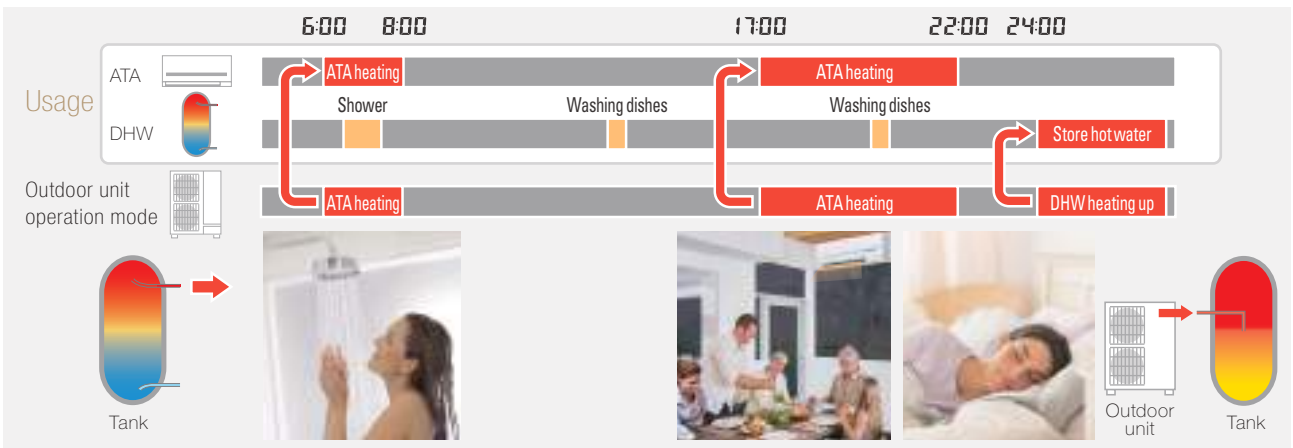 6:00 8:00 17:00 22:00 24:00
Usage
ATA
ATA heating
ATA heating
Shower
Washing dishes
Washing dishes
DHW
Store hot water
Outdoor unit
operation mode
ATA heating
ATA heating
DHW heating up
Tank
Outdoor
unit
Tank